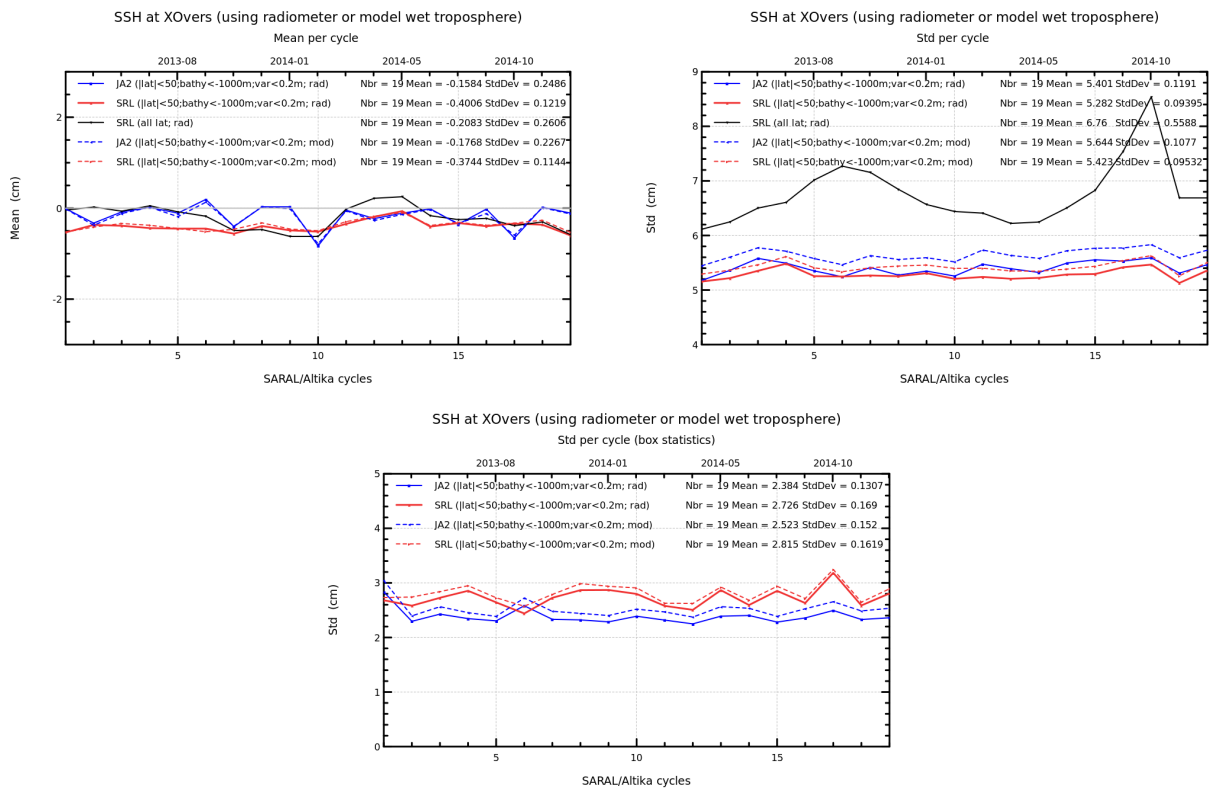 SSH at XOvers (using radiometer or model wet troposphere)
Mean per cycle
2013-08 2014-01 2014-05 2014-10
JA2 (|lat|<50;bathy<-1000m;var<0.2m; rad) Nbr = 19 Mean = -0.1584 StdDev = 0.2486
SRL (|lat|<50;bathy<-1000m;var<0.2m; rad) Nbr = 19 Mean = -0.4006 StdDev = 0.1219
SRL (all lat; rad) Nbr = 19 Mean = -0.2083 StdDev = 0.2606
JA2 (|lat|<50;bathy<-1000m;var<0.2m; mod) Nbr = 19 Mean = -0.1768 StdDev = 0.2267
SRL (|lat|<50;bathy<-1000m;var<0.2m; mod) Nbr = 19 Mean = -0.3744 StdDev = 0.1144
2
0
-2
Mean (cm)
5 10 15
SARAL/Altika cycles
SSH at XOvers (using radiometer or model wet troposphere)
Std per cycle
2013-08 2014-01 2014-05 2014-10
JA2 (|lat|<50;bathy<-1000m;var<0.2m; rad) Nbr = 19 Mean = 5.401 StdDev = 0.1191
SRL (|lat|<50;bathy<-1000m;var<0.2m; rad) Nbr = 19 Mean = 5.282 StdDev = 0.09395
SRL (all lat; rad) Nbr = 19 Mean = 6.76 StdDev = 0.5588
JA2 (|lat|<50;bathy<-1000m;var<0.2m; mod) Nbr = 19 Mean = 5.644 StdDev = 0.1077
SRL (|lat|<50;bathy<-1000m;var<0.2m; mod) Nbr = 19 Mean = 5.423 StdDev = 0.09532
9
8
7
6
5
4
Std (cm)
5 10 15
SARAL/Altika cycles
SSH at XOvers (using radiometer or model wet troposphere)
Std per cycle (box statistics)
2013-08 2014-01 2014-05 2014-10
JA2 (|lat|<50;bathy<-1000m;var<0.2m; rad) Nbr = 19 Mean = 2.384 StdDev = 0.1307
SRL (|lat|<50;bathy<-1000m;var<0.2m; rad) Nbr = 19 Mean = 2.726 StdDev = 0.169
JA2 (|lat|<50;bathy<-1000m;var<0.2m; mod) Nbr = 19 Mean = 2.523 StdDev = 0.152
SRL (|lat|<50;bathy<-1000m;var<0.2m; mod) Nbr = 19 Mean = 2.815 StdDev = 0.1619
5
4
3
2
1
0
Std (cm)
5 10 15
SARAL/Altika cycles